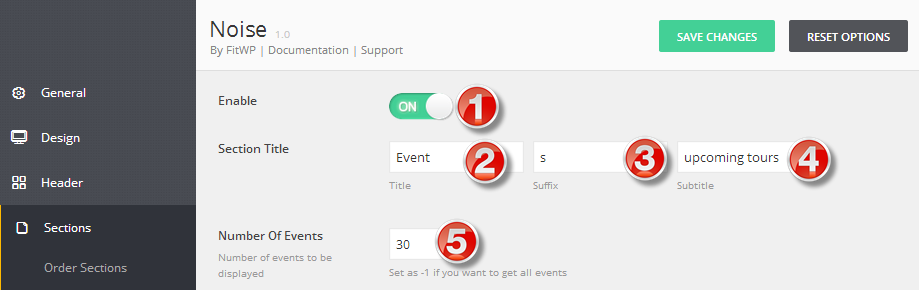 Noise 1.0
By FitWP | Documentation | Support
SAVE CHANGES
RESET OPTIONS
General
Design
Header
Sections
Order Sections
Enable
ON
1
Section Title
Event
2
s
3
upcoming tours
4
Title
Suffix
Subtitle
Number Of Events
Number of events to be
displayed
30
5
Set as -1 if you want to get all events